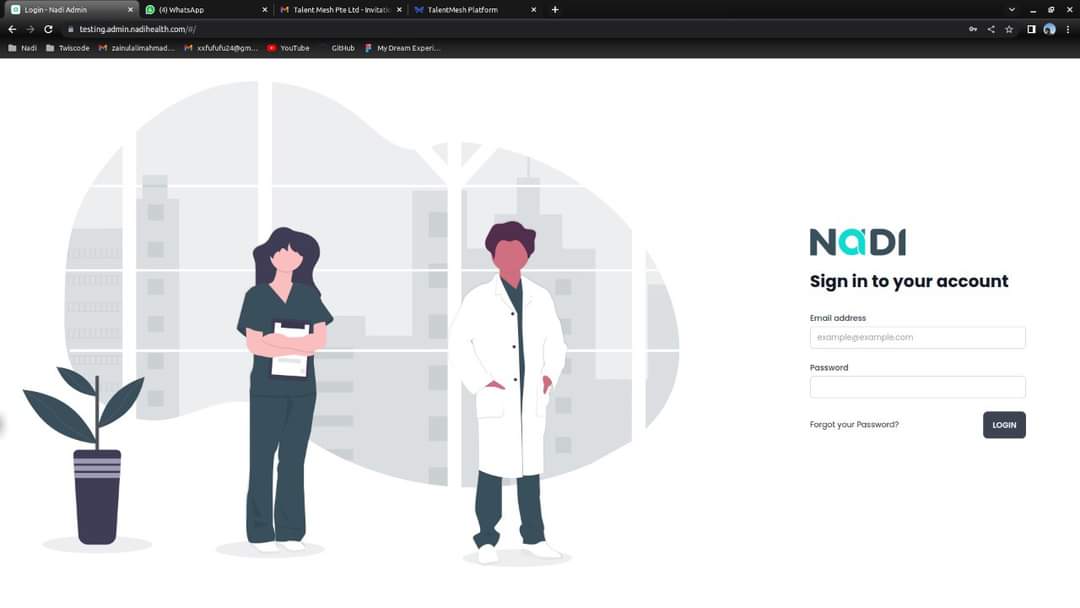 Login - Nadi Admin
(4) WhatsApp
Talent Mesh Pte Ltd - Invitatio
TalentMesh Platform
testing.admin.nadihealth.com/#/
Nadi
Twiscode
zainulalimahmad...
xxfufufu24@gm...
YouTube
GitHub
My Dream Experi...
NaDI
Sign in to your account
Email address
example@example.com
Password
Forgot your Password?
LOGIN